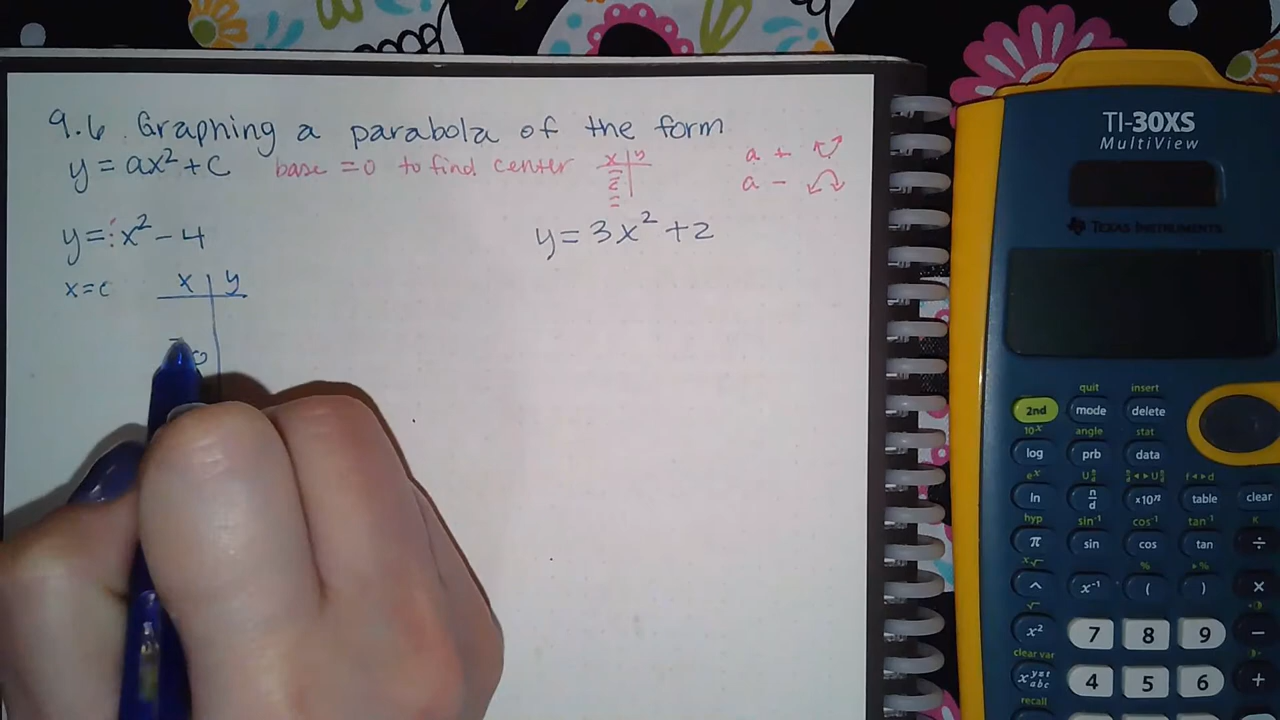 9.6 Graphing a parabola of the form
y = ax² + c base = 0 to find center x y a + a -
y = x² - 4
y = 3x² + 2
x = c x y
0
TI-30XS
MultiView
TEXAS INSTRUMENTS
quit insert
2nd mode delete
10ˣ angle stat
log prb data
eˣ
ln n/d x10ⁿ table clear
hyp sin⁻¹ cos⁻¹ tan⁻¹ K
π sin cos tan ÷
ˣ√ %
^ x⁻¹ ( ) ×
√
x² 7 8 9 −
clear var
x yzt abc 4 5 6 +
recall